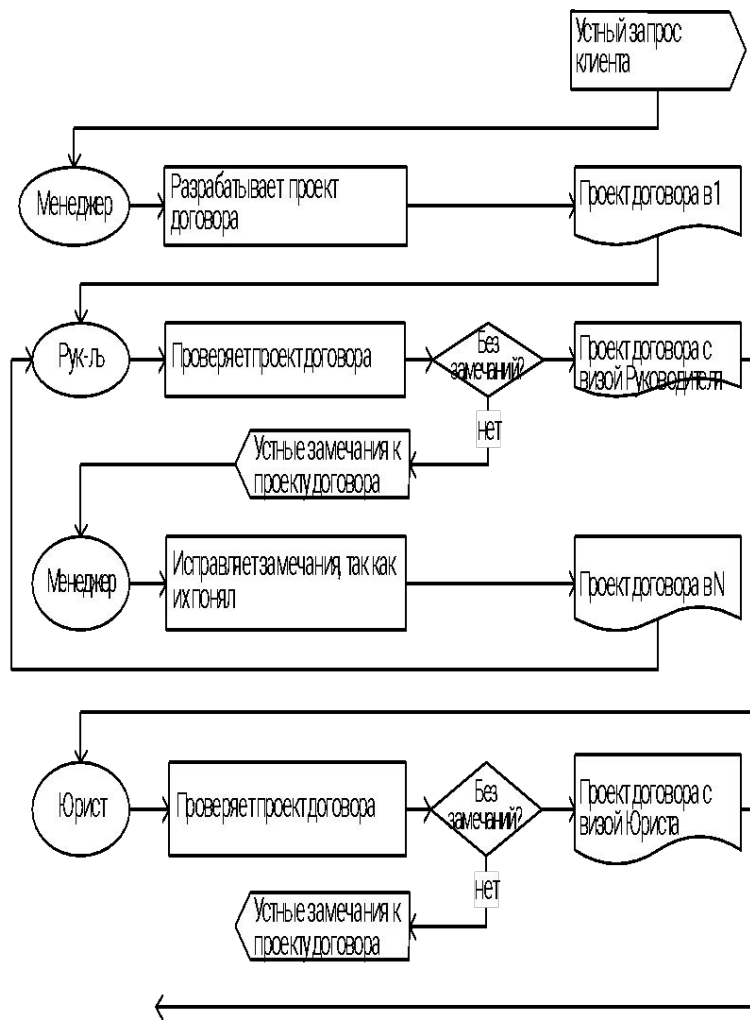 Устный запрос
клиента
Менеджер
Разрабатывает проект
договора
Проект договора в1
Рук-ль
Проверяет проект договора
Без
замечаний?
Проект договора с
визой Руководителя
нет
Устные замечания к
проекту договора
Менеджер
Исправляет замечания, так как
их понял
Проект договора в N
Юрист
Проверяет проект договора
Без
замечаний?
Проект договора с
визой Юриста
нет
Устные замечания к
проекту договора